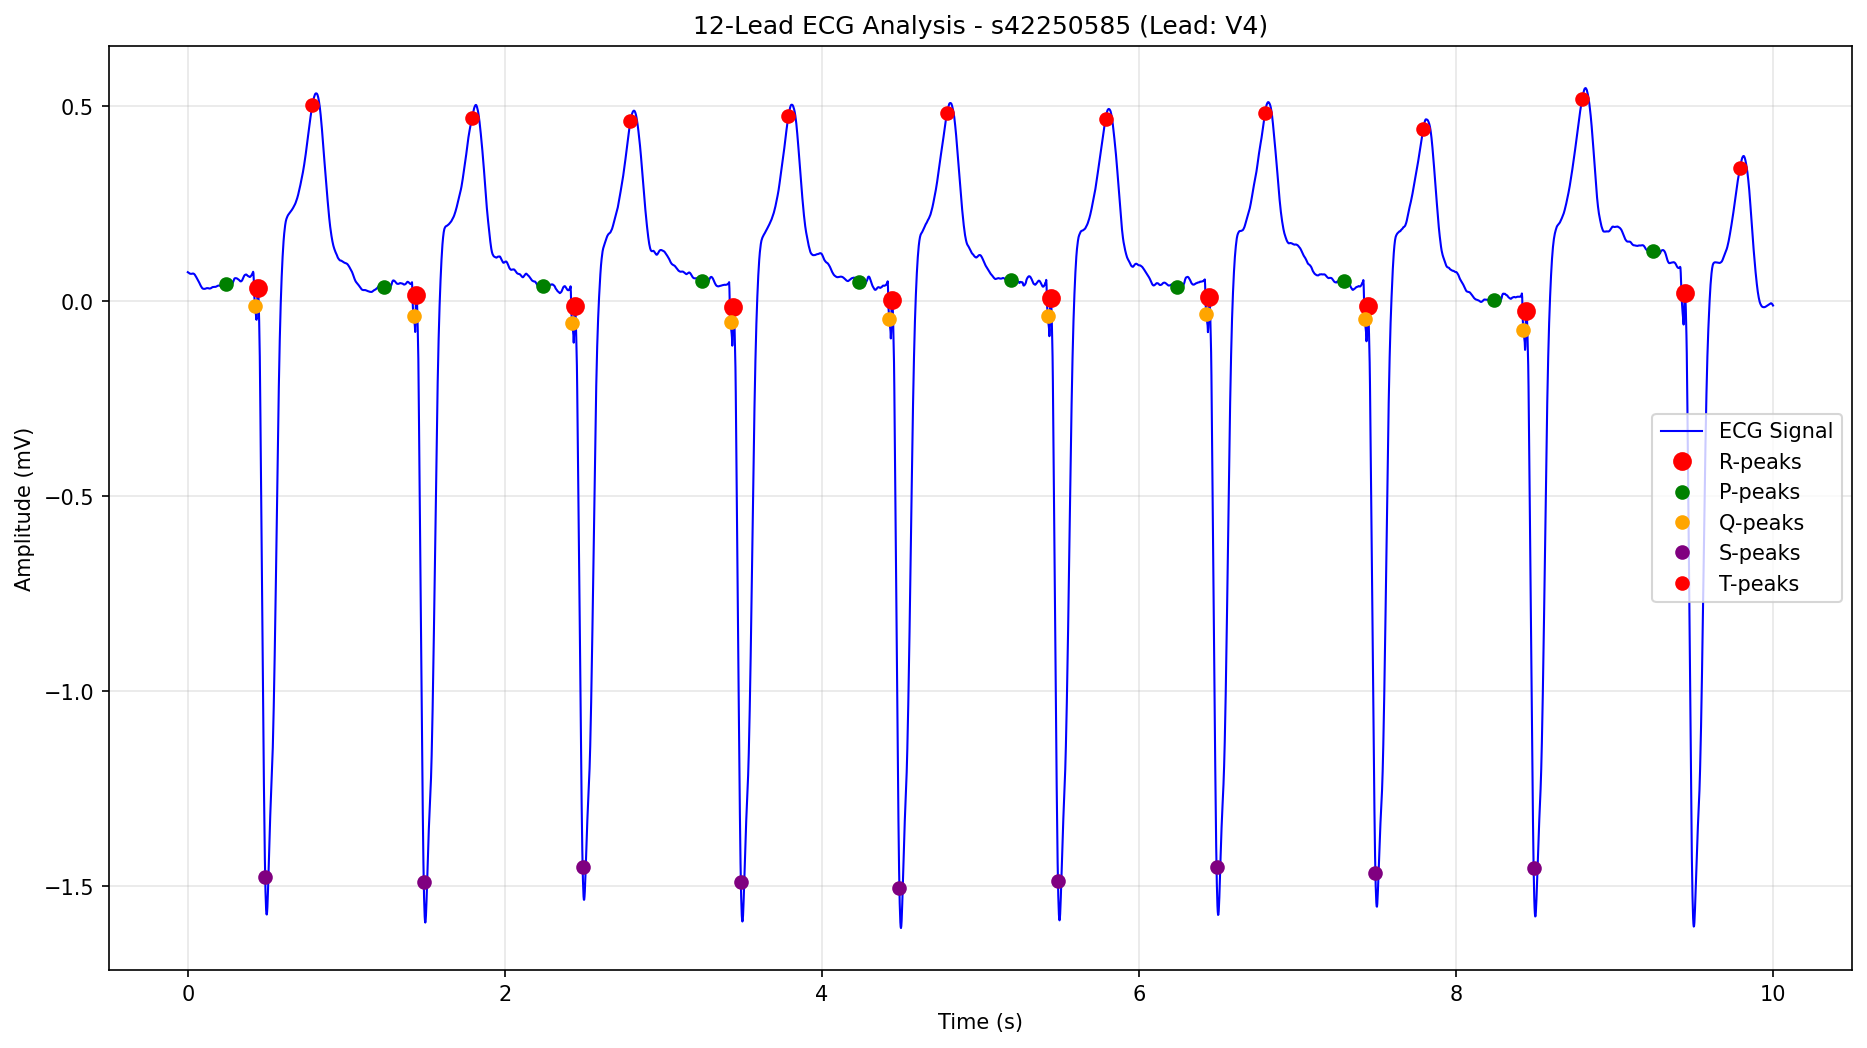 12-Lead ECG Analysis - s42250585 (Lead: V4)
Amplitude (mV)
0.5
0.0
−0.5
−1.0
−1.5
ECG Signal
R-peaks
P-peaks
Q-peaks
S-peaks
T-peaks
0 2 4 6 8 10
Time (s)